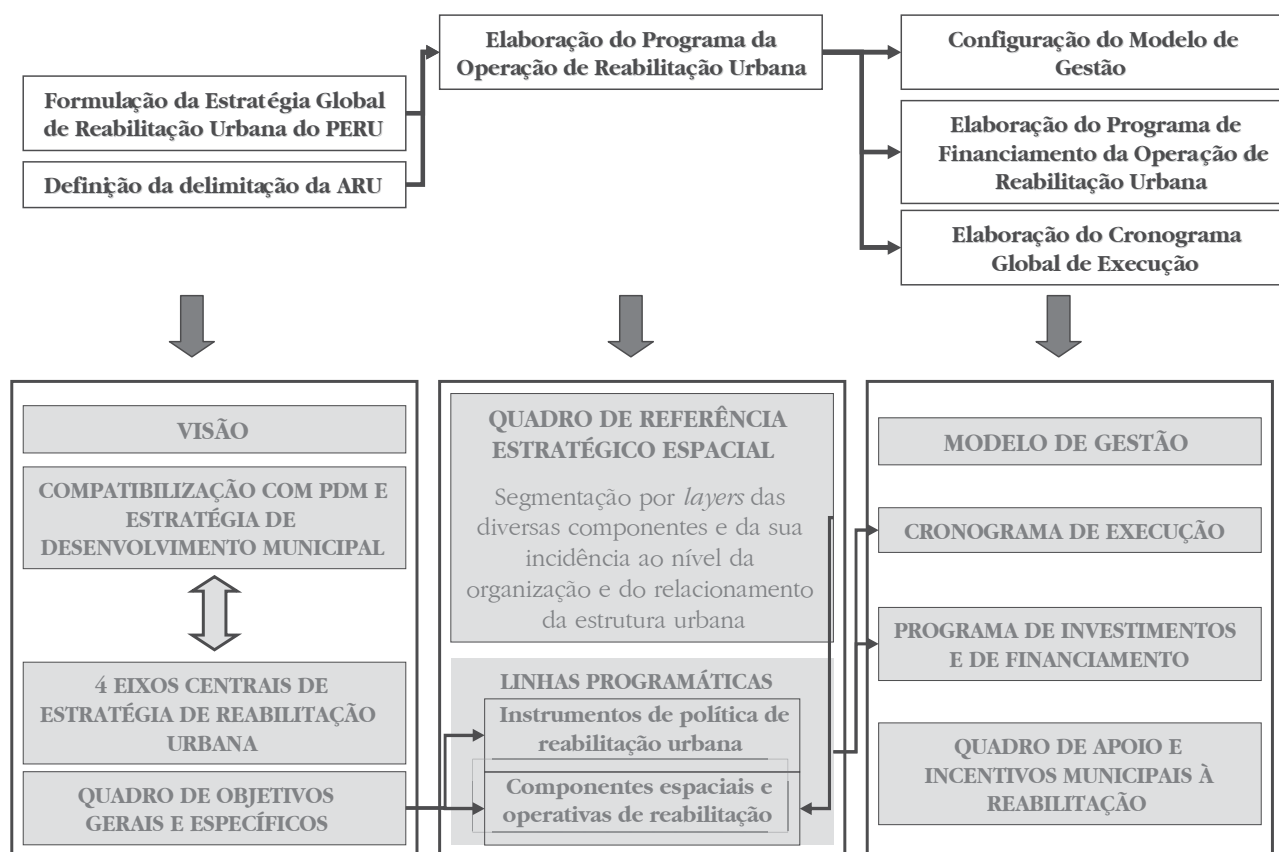 Formulação da Estratégia Global
de Reabilitação Urbana do PERU
Definição da delimitação da ARU
Elaboração do Programa da
Operação de Reabilitação Urbana
Configuração do Modelo de
Gestão
Elaboração do Programa de
Financiamento da Operação de
Reabilitação Urbana
Elaboração do Cronograma
Global de Execução
VISÃO
COMPATIBILIZAÇÃO COM PDM E
ESTRATÉGIA DE
DESENVOLVIMENTO MUNICIPAL
4 EIXOS CENTRAIS DE
ESTRATÉGIA DE REABILITAÇÃO
URBANA
QUADRO DE OBJETIVOS
GERAIS E ESPECÍFICOS
QUADRO DE REFERÊNCIA
ESTRATÉGICO ESPACIAL
Segmentação por layers das
diversas componentes e da sua
incidência ao nível da
organização e do relacionamento
da estrutura urbana
LINHAS PROGRAMÁTICAS
Instrumentos de política de
reabilitação urbana
Componentes espaciais e
operativas de reabilitação
MODELO DE GESTÃO
CRONOGRAMA DE EXECUÇÃO
PROGRAMA DE INVESTIMENTOS
E DE FINANCIAMENTO
QUADRO DE APOIO E
INCENTIVOS MUNICIPAIS À
REABILITAÇÃO